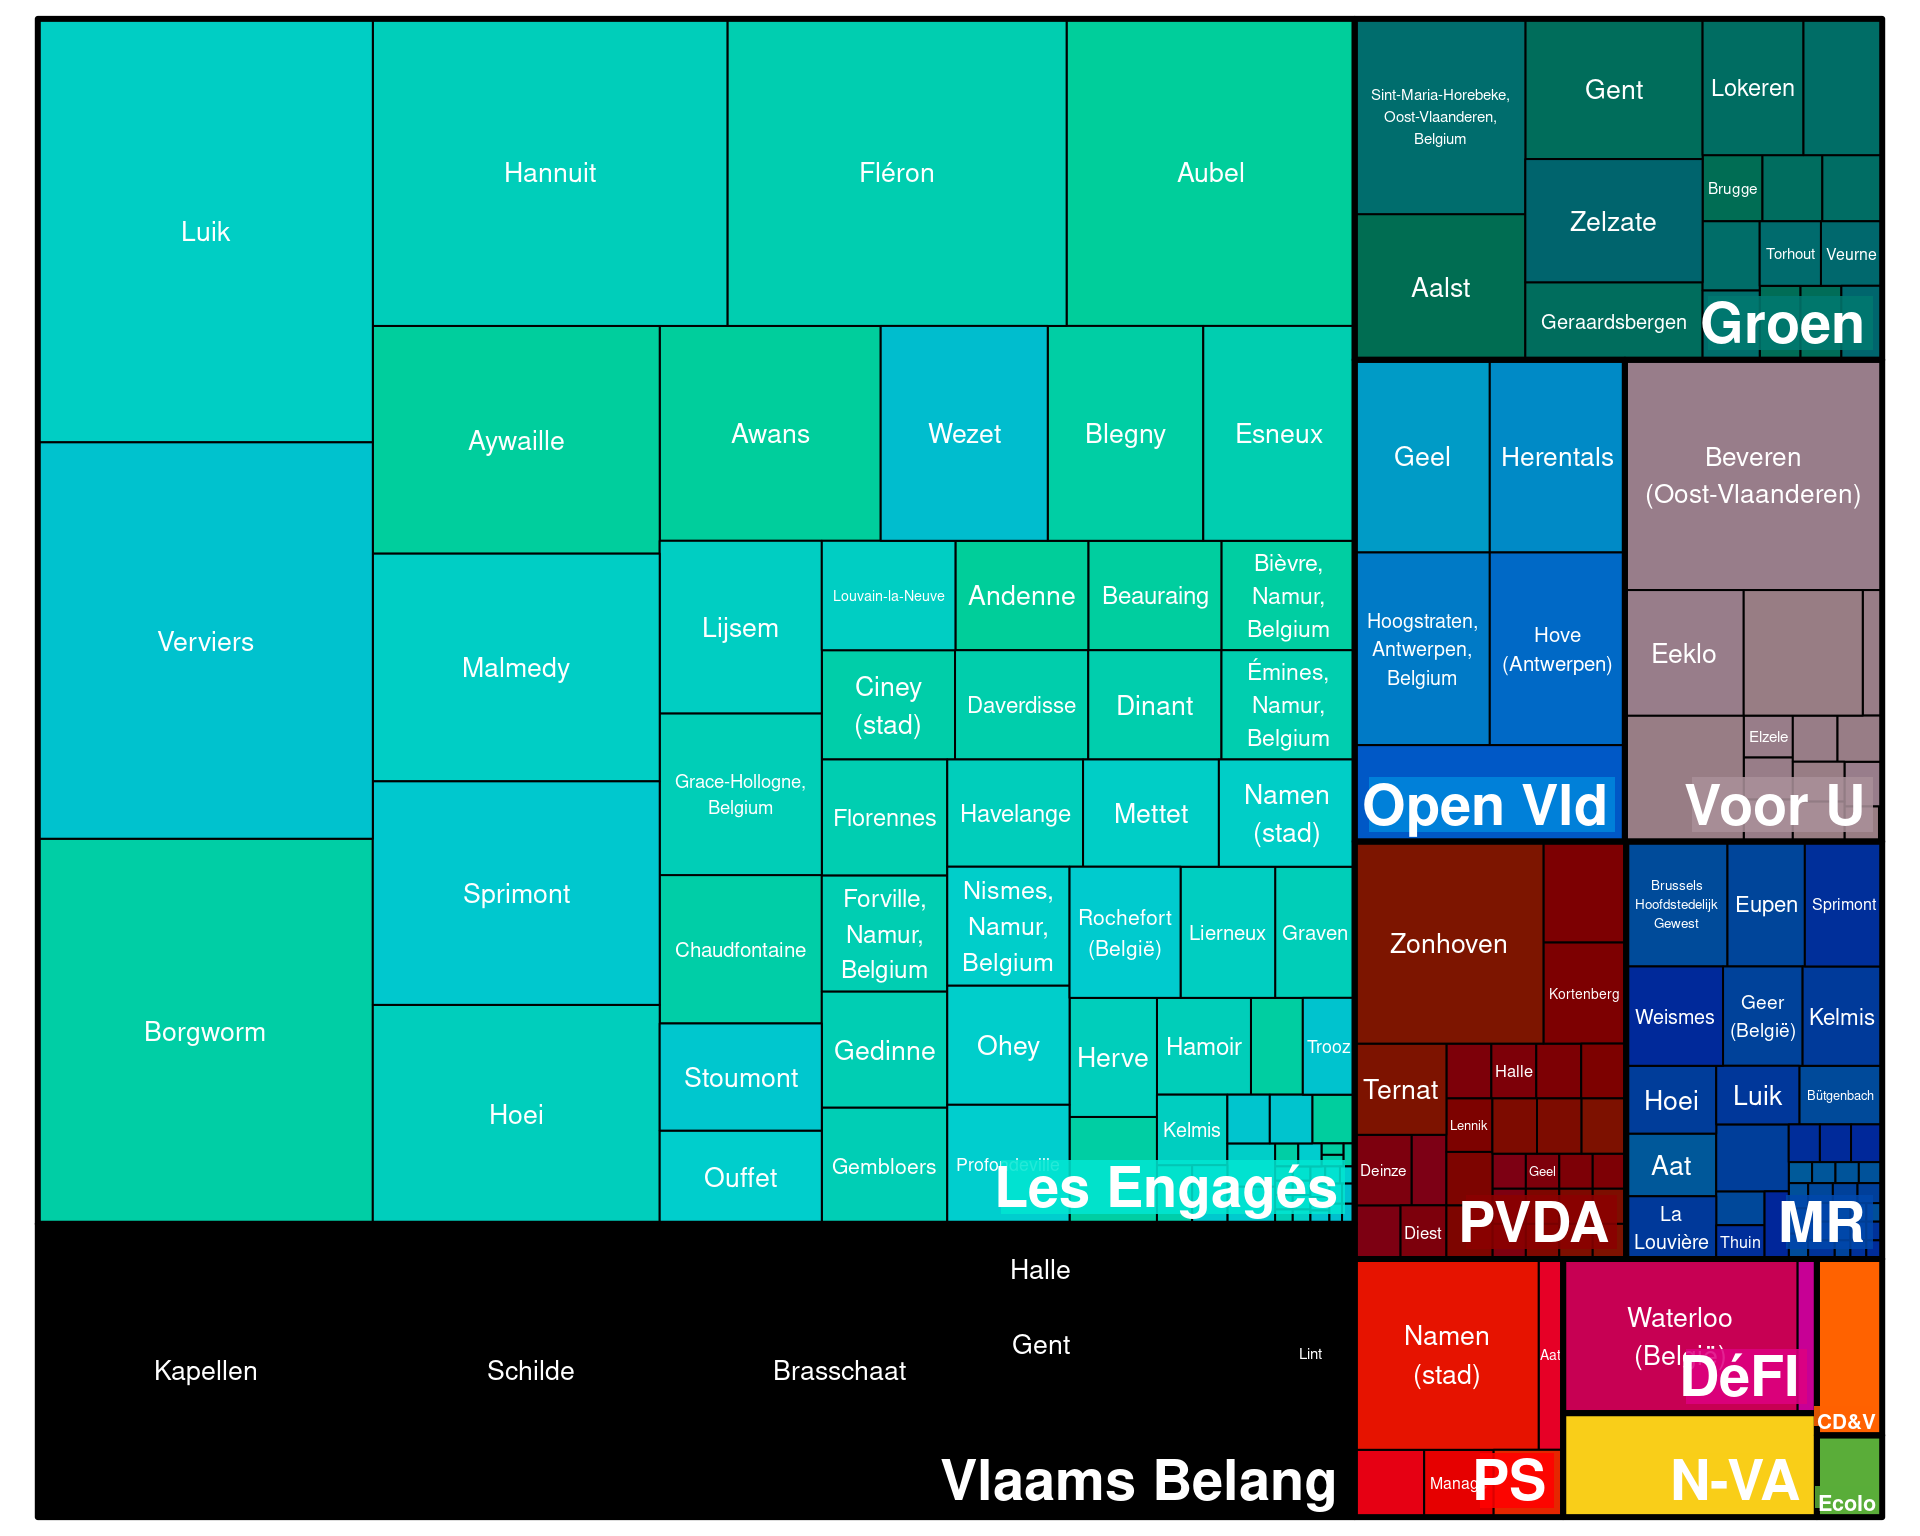 Luik
Hannuit
Fléron
Aubel
Verviers
Borgworm
Aywaille
Awans
Wezet
Blegny
Esneux
Malmedy
Sprimont
Hoei
Lijsem
Grace-Hollogne,
Belgium
Chaudfontaine
Stoumont
Ouffet
Louvain-la-Neuve
Andenne
Beauraing
Bièvre,
Namur,
Belgium
Ciney
(stad)
Daverdisse
Dinant
Émines,
Namur,
Belgium
Florennes
Havelange
Mettet
Namen
(stad)
Forville,
Namur,
Belgium
Nismes,
Namur,
Belgium
Rochefort
(België)
Lierneux
Graven
Gedinne
Ohey
Herve
Hamoir
Trooz
Kelmis
Gembloers
Profondeville
Les Engagés
Halle
Kapellen
Schilde
Brasschaat
Gent
Lint
Vlaams Belang
Sint-Maria-Horebeke,
Oost-Vlaanderen,
Belgium
Gent
Lokeren
Aalst
Zelzate
Brugge
Torhout
Veurne
Geraardsbergen
Groen
Geel
Herentals
Hoogstraten,
Antwerpen,
Belgium
Hove
(Antwerpen)
Open Vld
Beveren
(Oost-Vlaanderen)
Eeklo
Elzele
Voor U
Zonhoven
Kortenberg
Ternat
Halle
Lennik
Deinze
Geel
Diest
PVDA
Brussels
Hoofdstedelijk
Gewest
Eupen
Sprimont
Weismes
Geer
(België)
Kelmis
Hoei
Luik
Bütgenbach
Aat
La
Louvière
Thuin
MR
Namen
(stad)
Aat
Manag
PS
Waterloo
(België)
DéFI
CD&V
N-VA
Ecolo